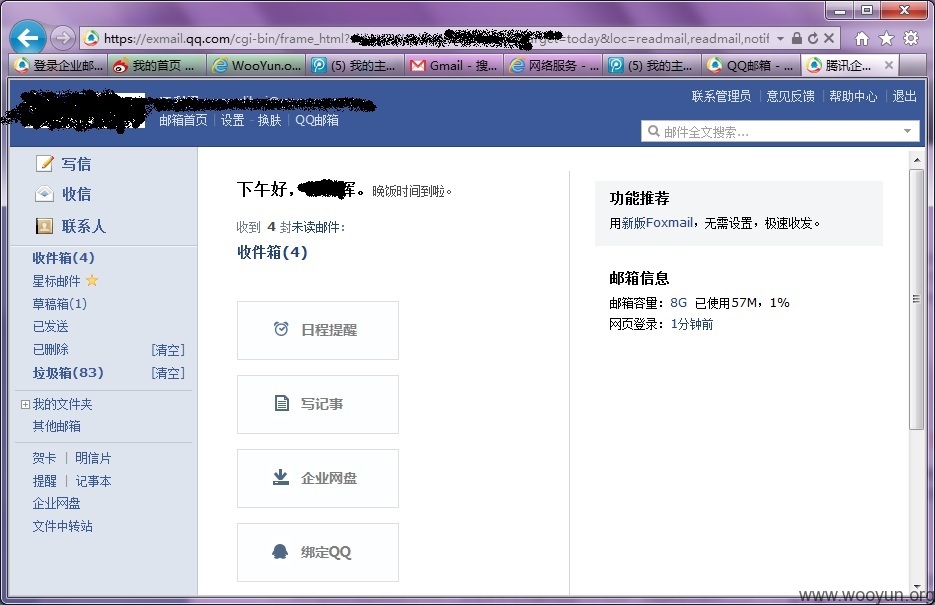 https://exmail.qq.com/cgi-bin/frame_html? rget=today&loc=readmail,readmail,notif
登录企业邮... 我的首页 ... WooYun.o... (5) 我的主... Gmail - 搜... 网络服务 - ... (5) 我的主... QQ邮箱 - ... 腾讯企...
联系管理员 | 意见反馈 | 帮助中心 | 退出
邮箱首页 | 设置 - 换肤 | QQ邮箱
邮件全文搜索...
写信
收信
联系人
收件箱(4)
星标邮件
草稿箱(1)
已发送
已删除 [清空]
垃圾箱(83) [清空]
我的文件夹
其他邮箱
贺卡 | 明信片
提醒 | 记事本
企业网盘
文件中转站
下午好, 辉。晚饭时间到啦。
收到 4 封未读邮件:
收件箱(4)
日程提醒
写记事
企业网盘
绑定QQ
功能推荐
用新版Foxmail，无需设置，极速收发。
邮箱信息
邮箱容量：8G 已使用57M，1%
网页登录：1分钟前
www.wooyun.org